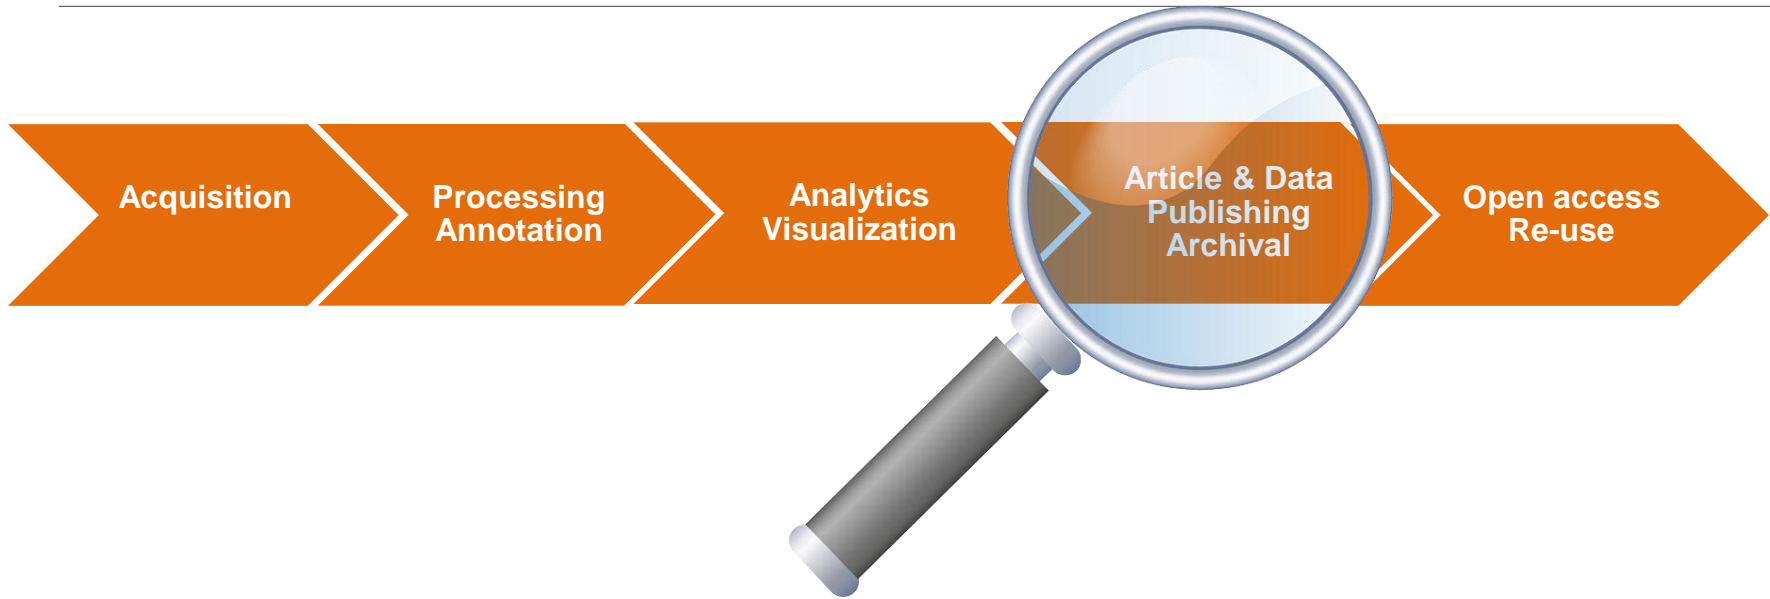 Acquisition
Processing
Annotation
Analytics
Visualization
Article & Data
Publishing
Archival
Open access
Re-use